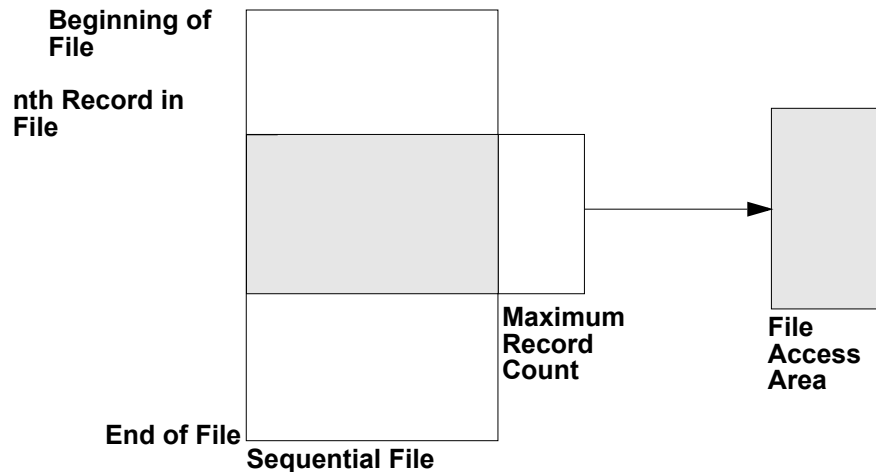 Beginning of
File
nth Record in
File
Maximum
Record
Count
File
Access
Area
End of File
Sequential File